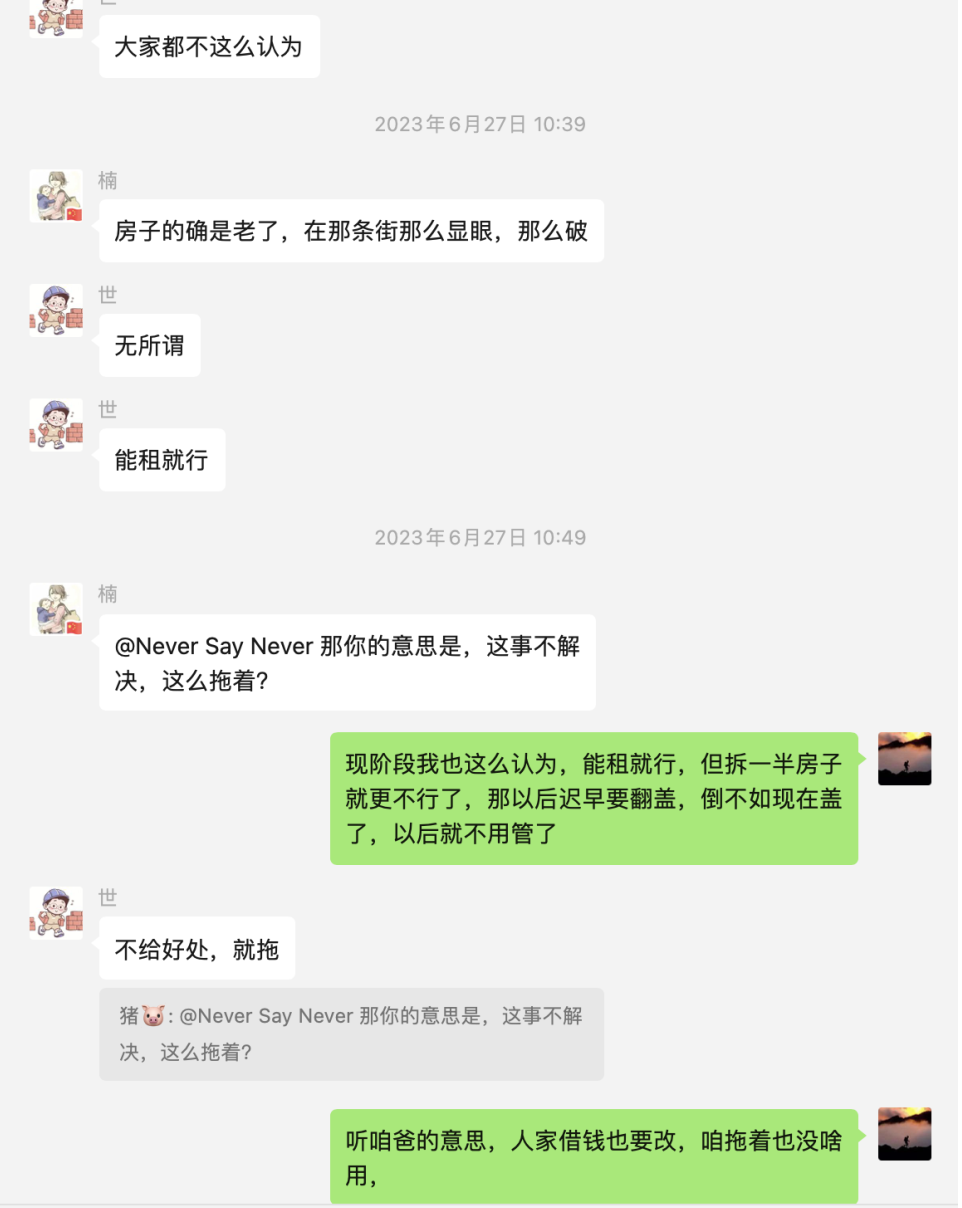 大家都不这么认为
2023年6月27日 10:39
楠
房子的确是老了，在那条街那么显眼，那么破
世
无所谓
世
能租就行
2023年6月27日 10:49
楠
@Never Say Never 那你的意思是，这事不解
决，这么拖着?
现阶段我也这么认为，能租就行，但拆一半房子
就更不行了，那以后迟早要翻盖，倒不如现在盖
了，以后就不用管了
世
不给好处，就拖
猪🐷: @Never Say Never 那你的意思是，这事不解
决，这么拖着?
听咱爸的意思，人家借钱也要改，咱拖着也没啥
用，